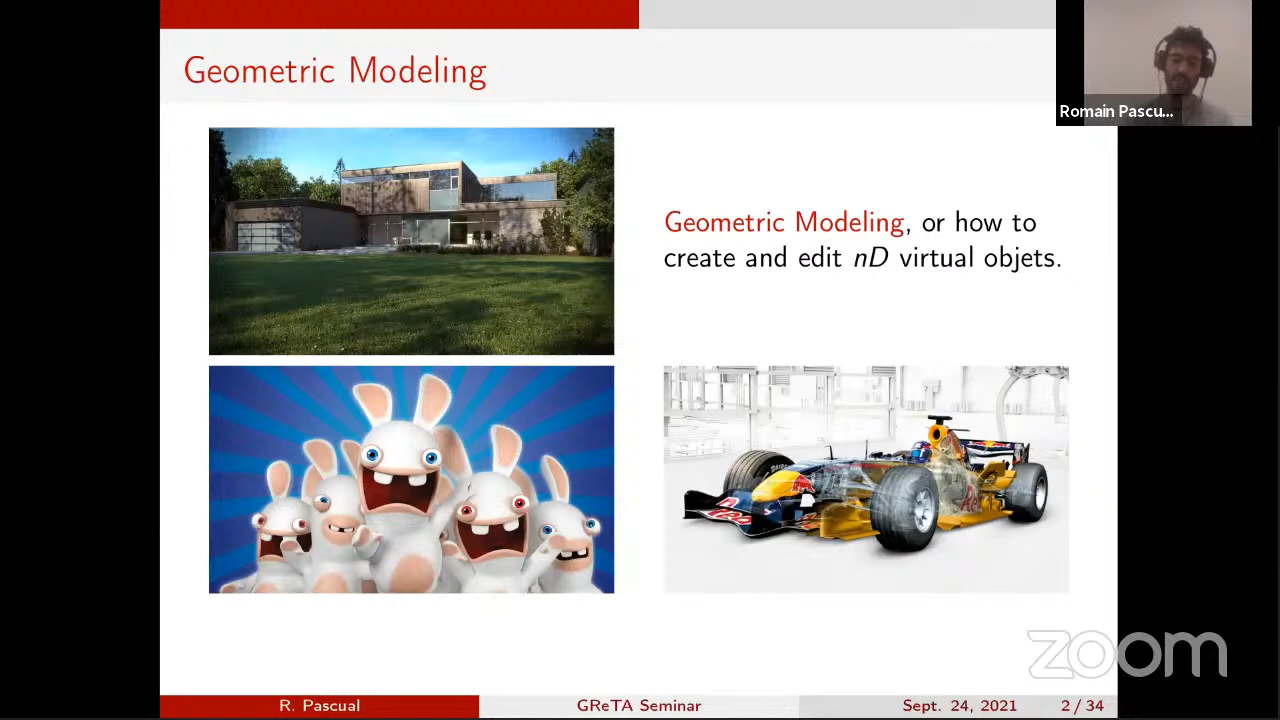 Geometric Modeling
Romain Pascu...
Geometric Modeling, or how to
create and edit nD virtual objets.
zoom
R. Pascual
GReTA Seminar
Sept. 24, 2021
2 / 34